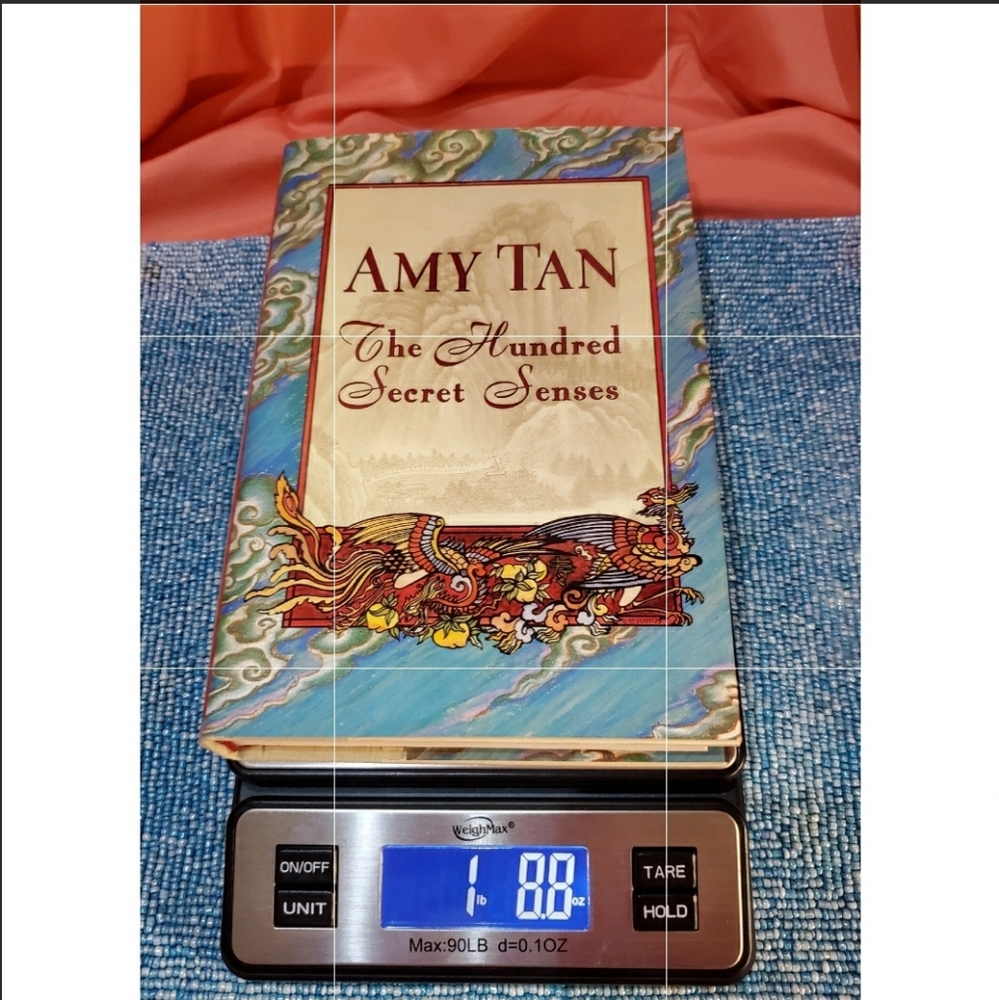 AMY TAN
The Hundred
Secret Senses
WeighMax®
ON/OFF
UNIT
1 lb 8.8 oz
TARE
HOLD
Max:90LB d=0.1OZ